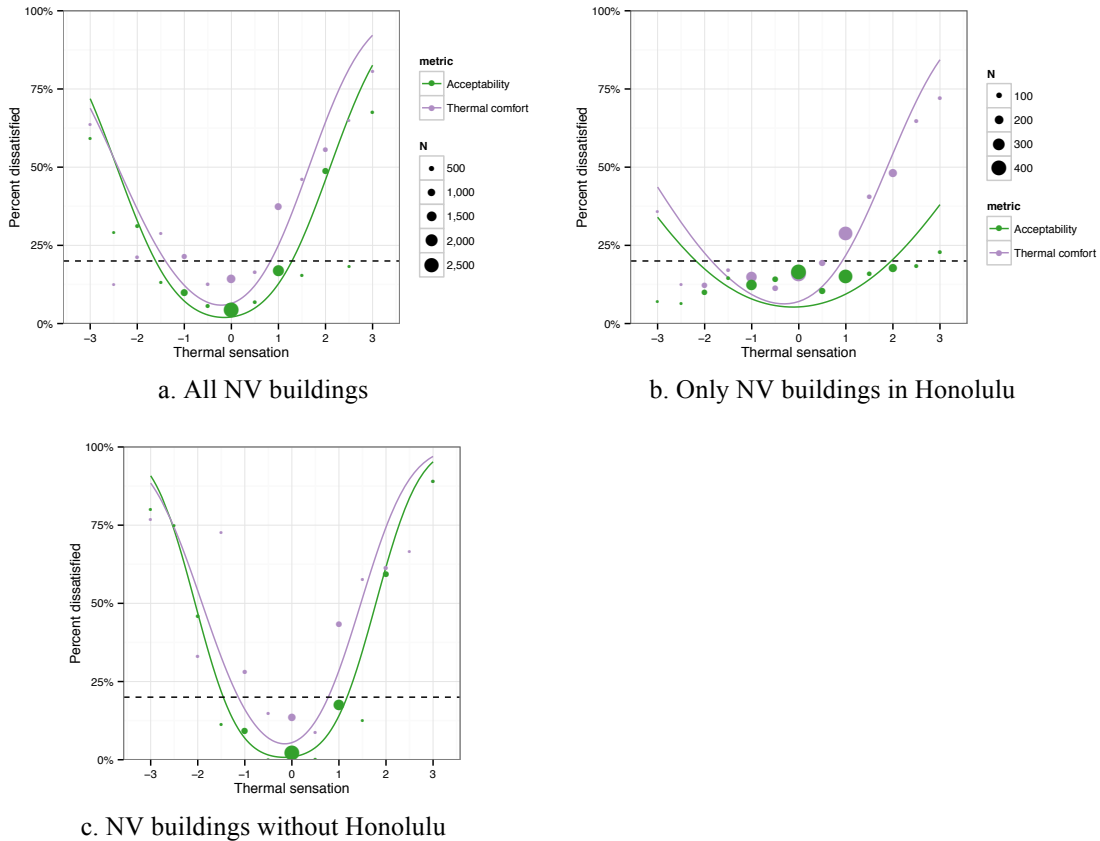 100%
75%
50%
25%
0%
Percent dissatisfied
−3 −2 −1 0 1 2 3
Thermal sensation
metric
Acceptability
Thermal comfort
N
500
1,000
1,500
2,000
2,500
a. All NV buildings
100%
75%
50%
25%
0%
Percent dissatisfied
−3 −2 −1 0 1 2 3
Thermal sensation
N
100
200
300
400
metric
Acceptability
Thermal comfort
b. Only NV buildings in Honolulu
100%
75%
50%
25%
0%
Percent dissatisfied
−3 −2 −1 0 1 2 3
Thermal sensation
c. NV buildings without Honolulu